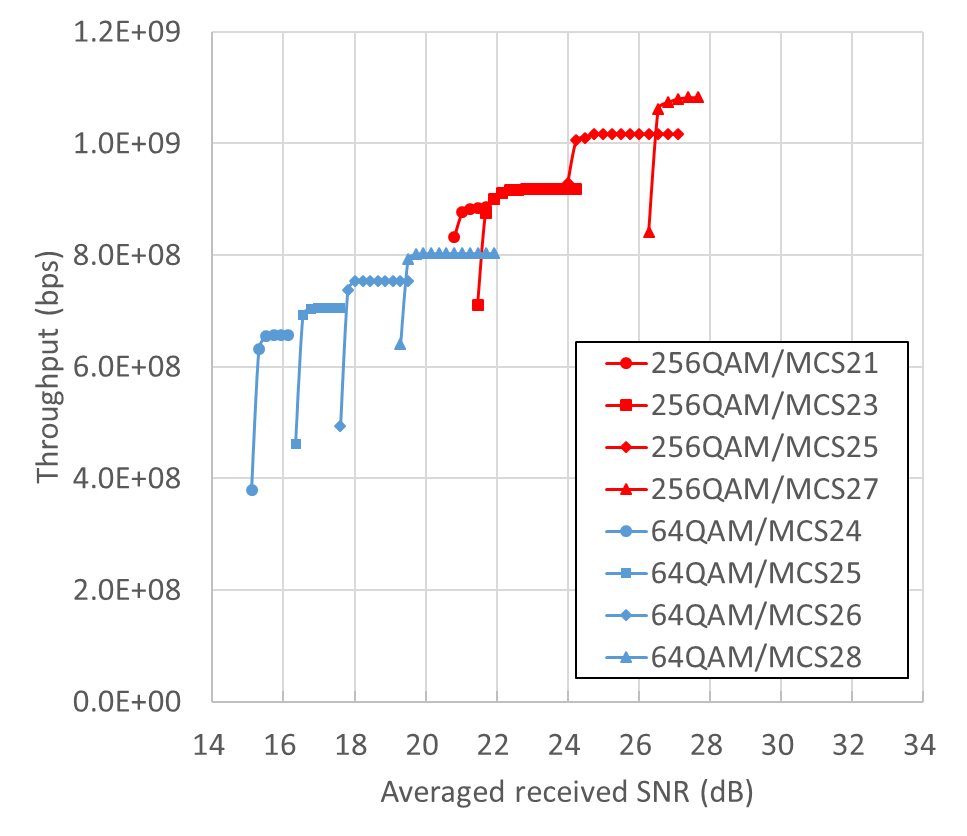 1.2E+09
1.0E+09
8.0E+08
6.0E+08
4.0E+08
2.0E+08
0.0E+00
Throughput (bps)
256QAM/MCS21
256QAM/MCS23
256QAM/MCS25
256QAM/MCS27
64QAM/MCS24
64QAM/MCS25
64QAM/MCS26
64QAM/MCS28
14 16 18 20 22 24 26 28 30 32 34
Averaged received SNR (dB)